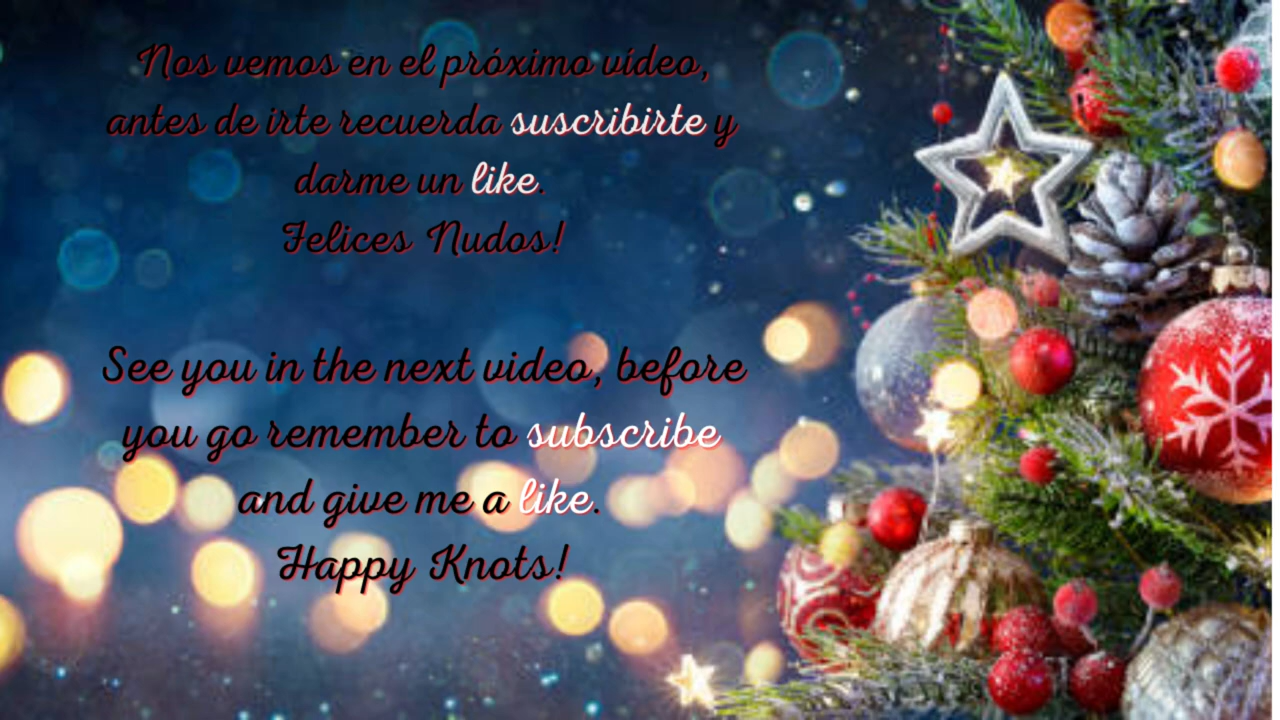 Nos vemos en el próximo vídeo,
antes de irte recuerda suscribirte y
darme un like.
Felices Nudos!
See you in the next video, before
you go remember to subscribe
and give me a like.
Happy Knots!